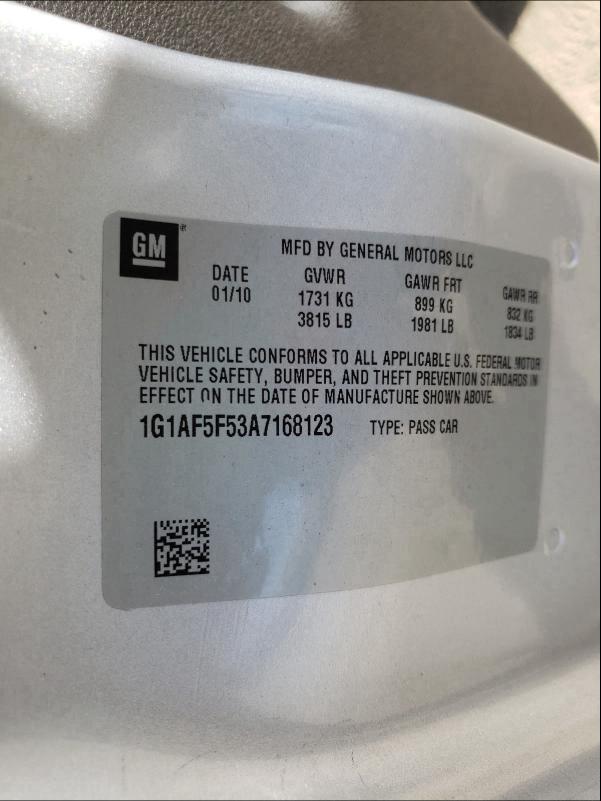 GM®
MFD BY GENERAL MOTORS LLC
DATE GVWR GAWR FRT GAWR RR
01/10 1731 KG 899 KG 832 KG
3815 LB 1981 LB 1834 LB
THIS VEHICLE CONFORMS TO ALL APPLICABLE U.S. FEDERAL MOTOR
VEHICLE SAFETY, BUMPER, AND THEFT PREVENTION STANDARDS IN
EFFECT ON THE DATE OF MANUFACTURE SHOWN ABOVE.
1G1AF5F53A7168123 TYPE: PASS CAR